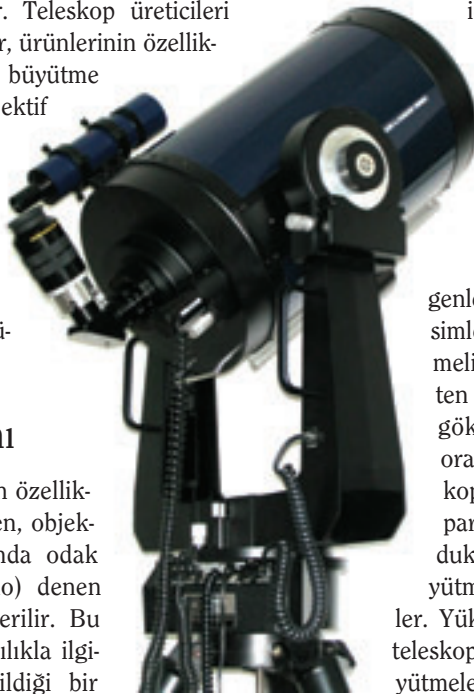 r. Teleskop üreticileri
r, ürünlerinin özellik-
büyütme
ektif
ü-
ı
n özellik-
en, objek-
nda odak
o) denen
erilir. Bu
ılıkla ilgi-
ildiği bir
i
genle
simle
meli
ten
gök
ora
kop
par
duk
yütm
ler. Yük
teleskop
yütmele